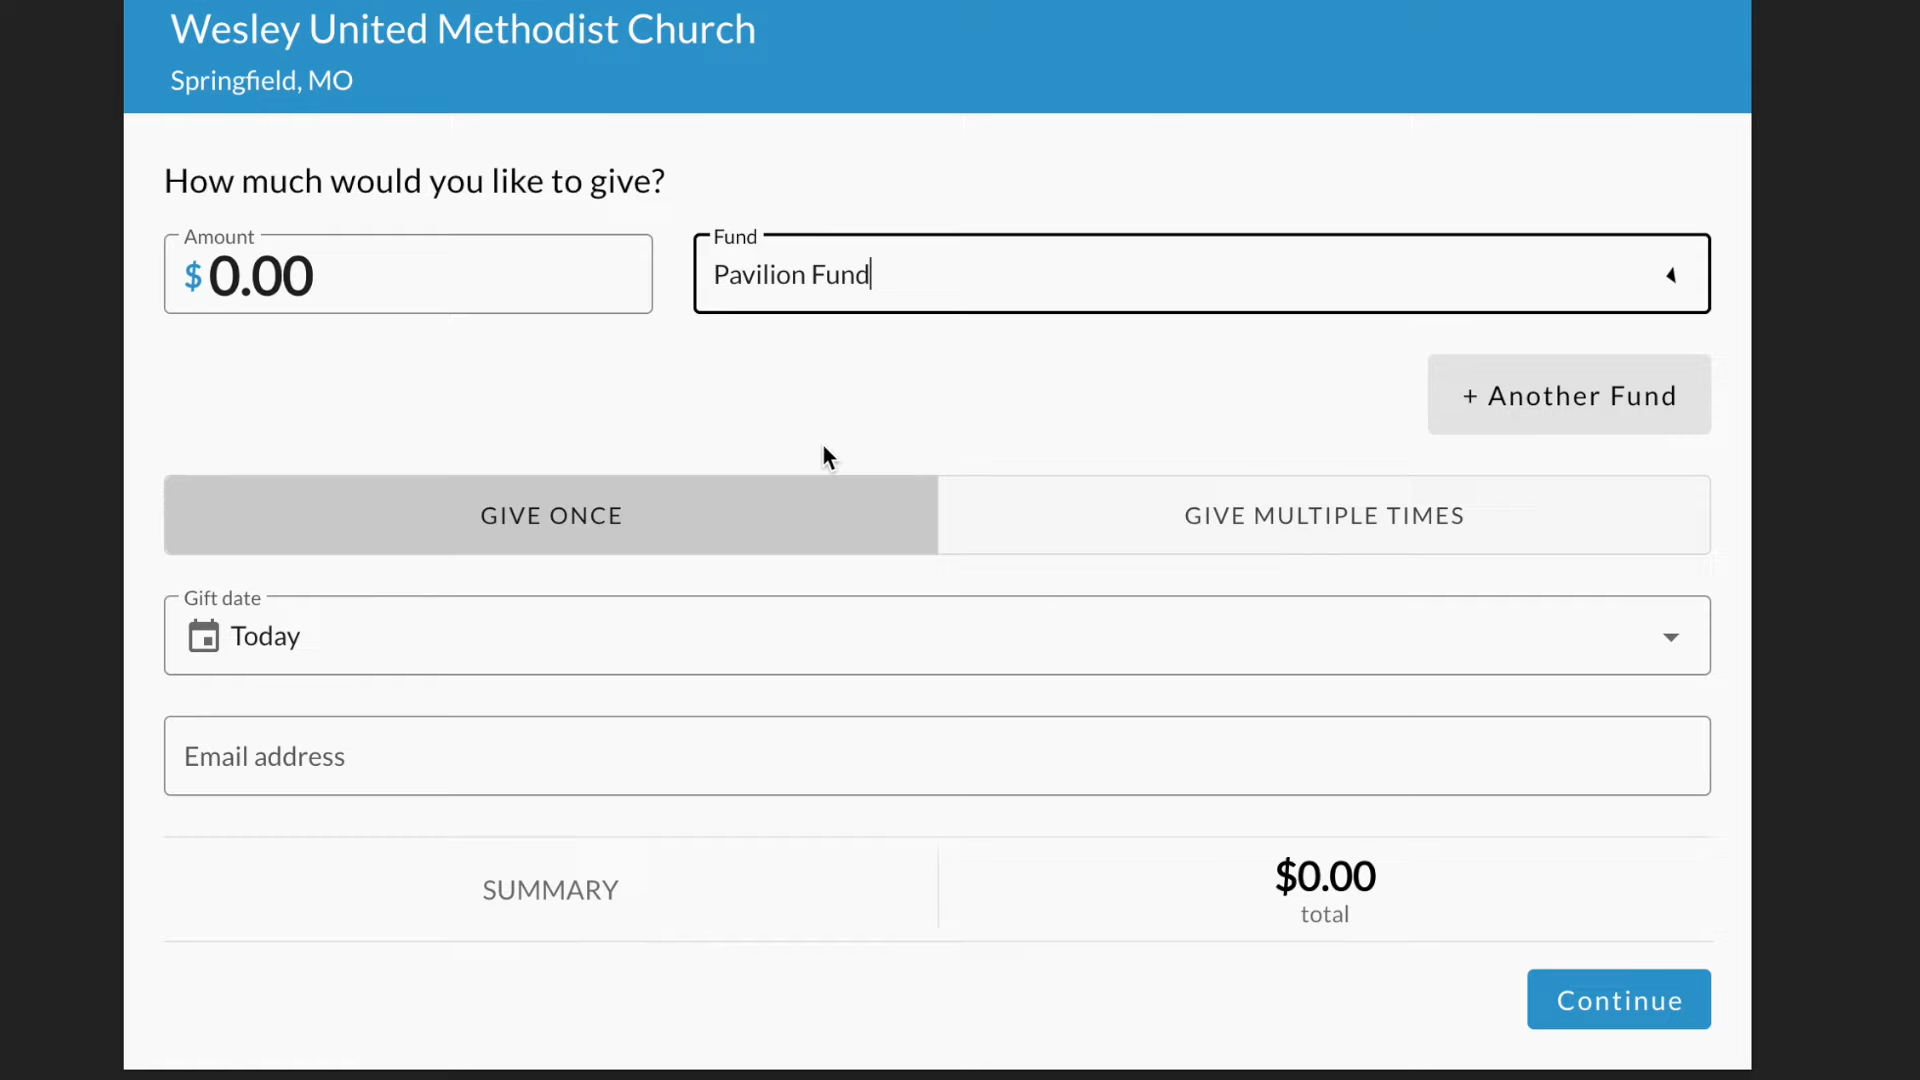 Wesley United Methodist Church
Springfield, MO
How much would you like to give?
Amount
$ 0.00
Fund
Pavilion Fund
+ Another Fund
GIVE ONCE
GIVE MULTIPLE TIMES
Gift date
Today
Email address
SUMMARY
$0.00
total
Continue